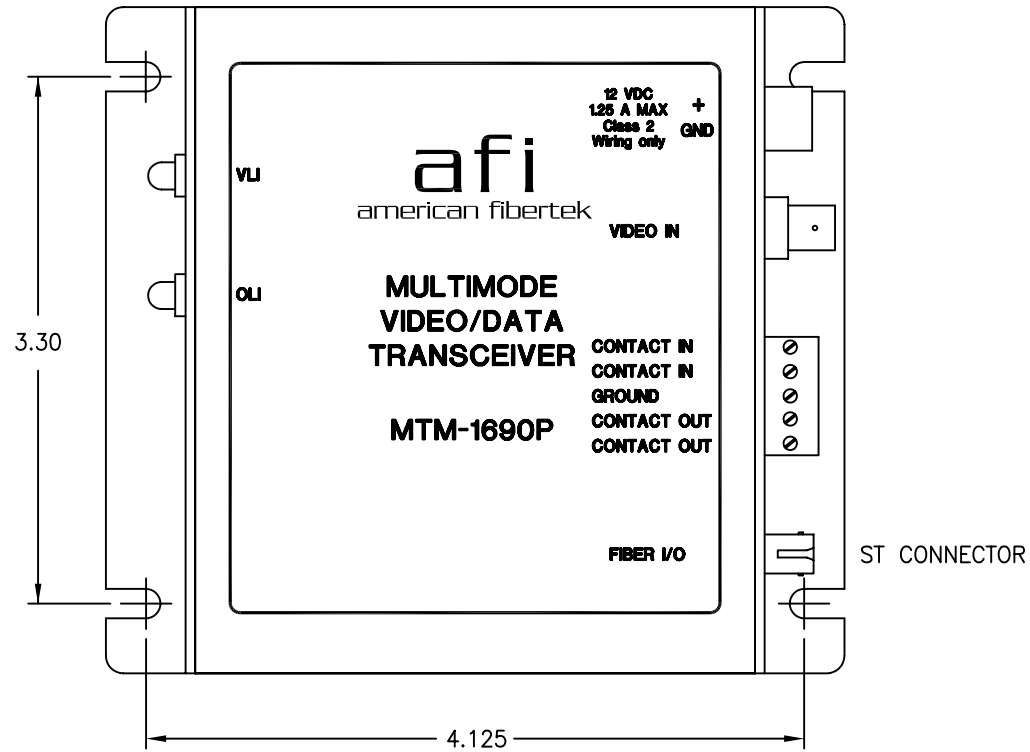 12 VDC
1.25 A MAX
Class 2
Wiring only
+
GND
VLI
afi
american fibertek
VIDEO IN
OLI
MULTIMODE
VIDEO/DATA
TRANSCEIVER
MTM-1690P
CONTACT IN
CONTACT IN
GROUND
CONTACT OUT
CONTACT OUT
FIBER I/O
ST CONNECTOR
3.30
4.125